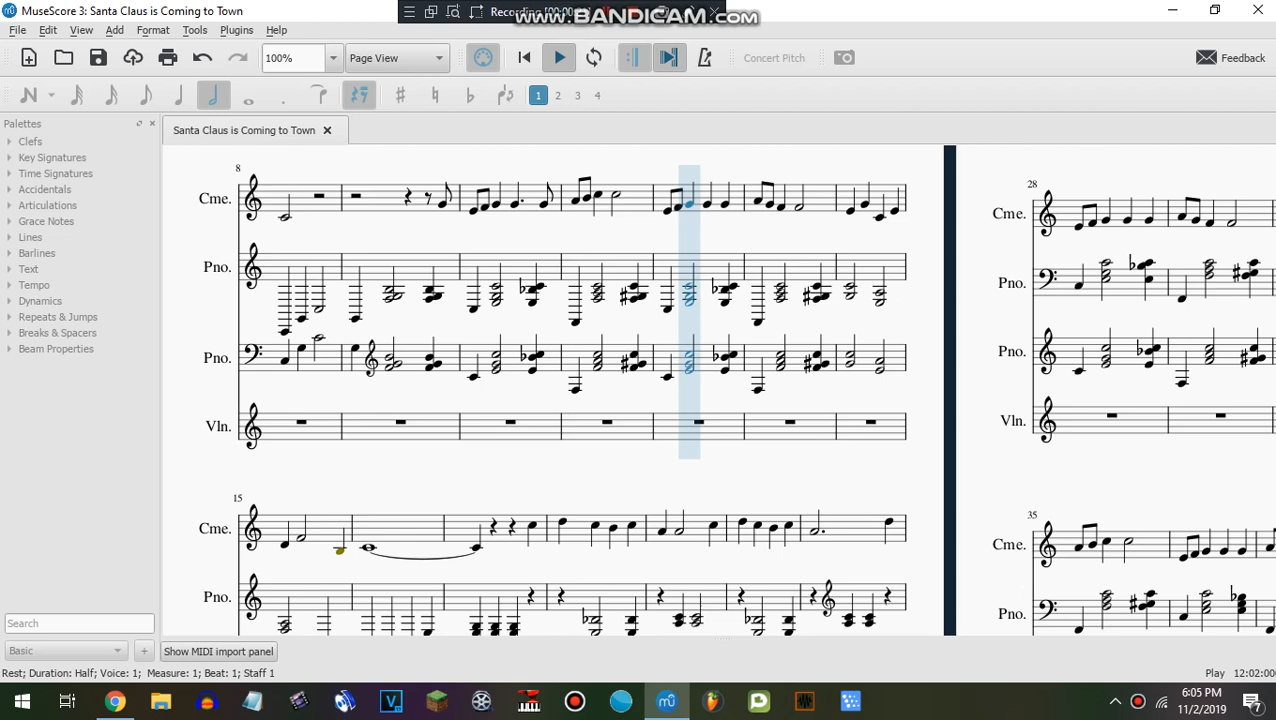 MuseScore 3: Santa Claus is Coming to Town
Recording
www.BANDICAM.com
File Edit View Add Format Tools Plugins Help
100% Page View Concert Pitch Feedback
1 2 3 4
Palettes
Santa Claus is Coming to Town
Clefs
Key Signatures
Time Signatures
Accidentals
Articulations
Grace Notes
Lines
Barlines
Text
Tempo
Dynamics
Repeats & Jumps
Breaks & Spacers
Beam Properties
8
Cme.
Pno.
Pno.
Vln.
15
Cme.
Pno.
28
Cme.
Pno.
Pno.
Vln.
35
Cme.
Pno.
Search
Basic
+
Show MIDI import panel
Rest; Duration: Half; Voice: 1; Measure: 1; Beat: 1; Staff 1
Play 12:02:00
6:05 PM
11/2/2019